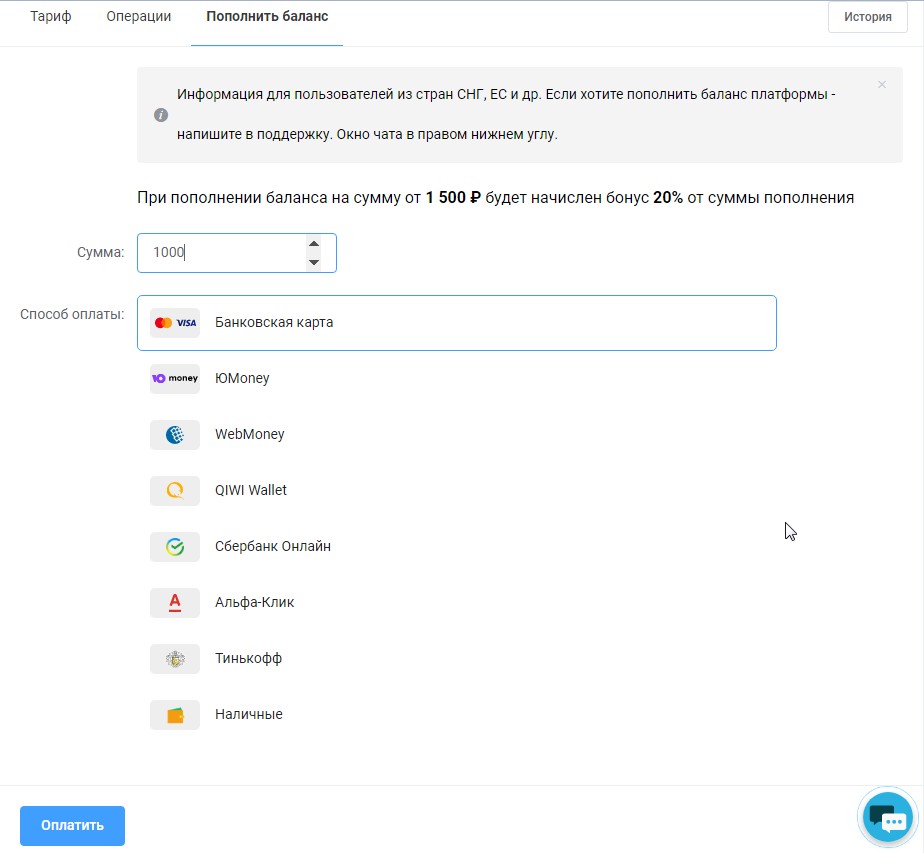 Тариф
Операции
Пополнить баланс
История
Информация для пользователей из стран СНГ, ЕС и др. Если хотите пополнить баланс платформы -
напишите в поддержку. Окно чата в правом нижнем углу.
При пополнении баланса на сумму от 1 500 ₽ будет начислен бонус 20% от суммы пополнения
Сумма:
1000
Способ оплаты:
VISA
Банковская карта
Ю money
ЮMoney
WebMoney
QIWI Wallet
Сбербанк Онлайн
Альфа-Клик
Тинькофф
Наличные
Оплатить